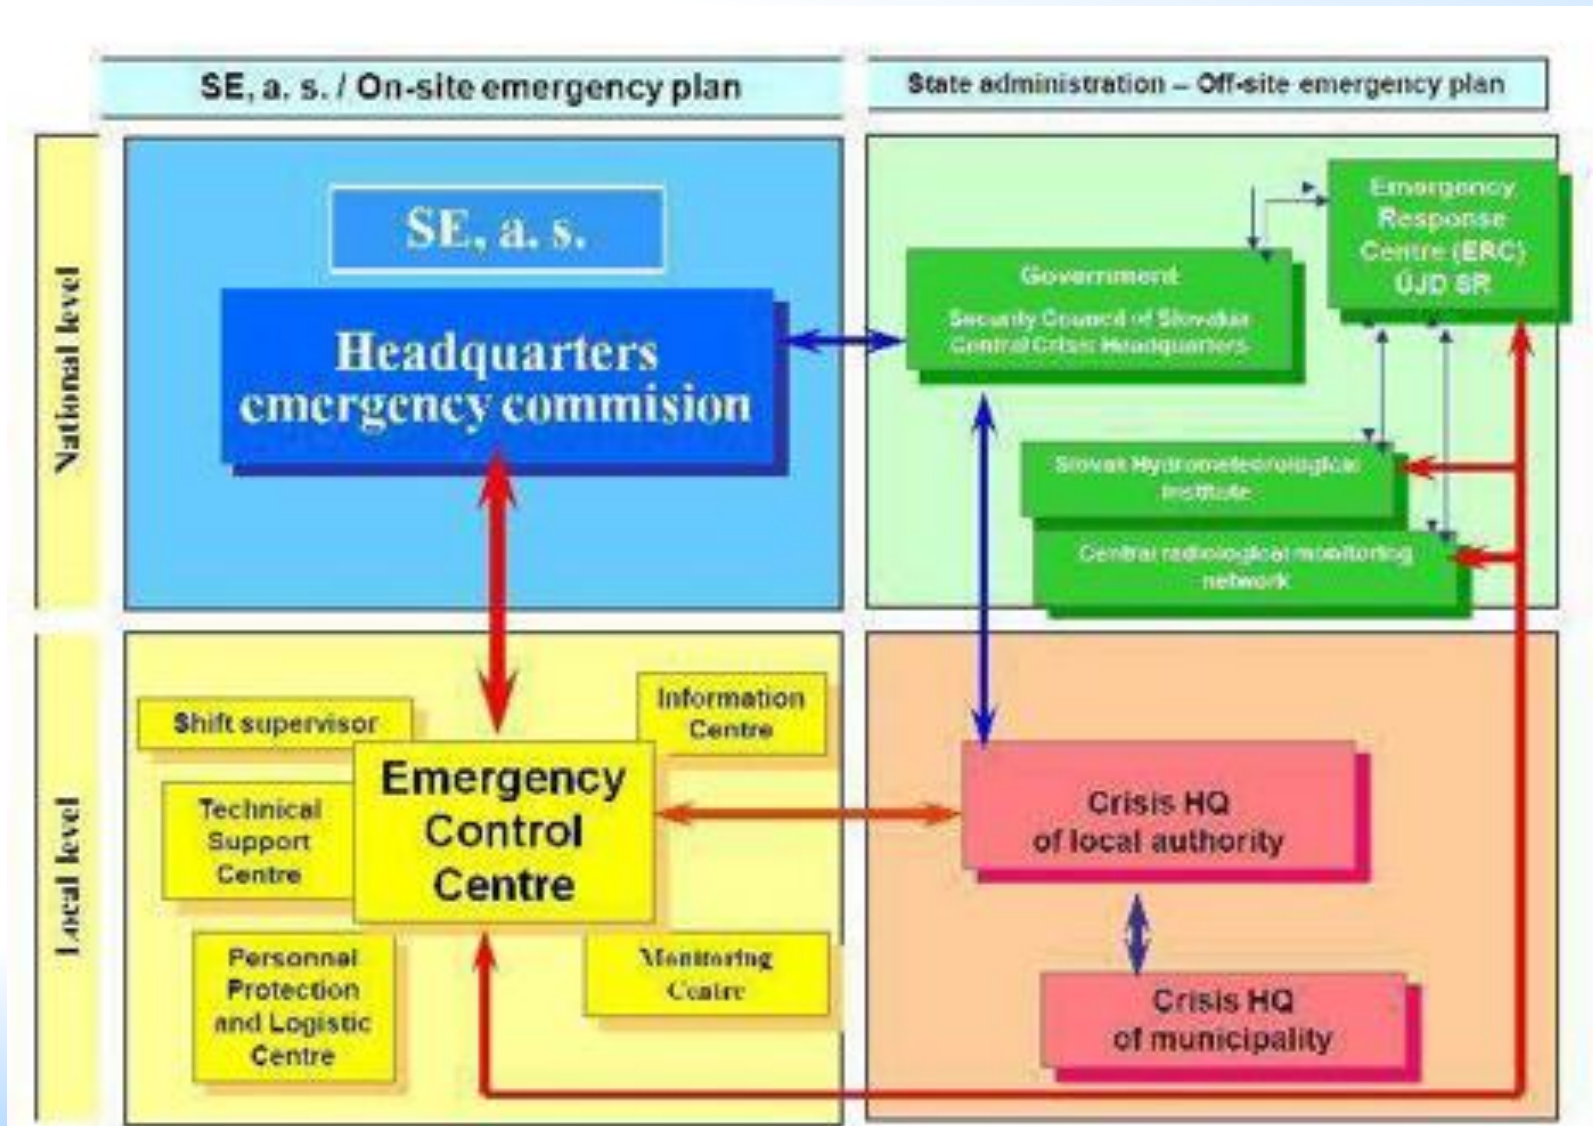 SE, a. s. / On-site emergency plan
State administration – Off-site emergency plan
National level
SE, a. s.
Headquarters
emergency commision
Emergency
Response
Centre (ERC)
ÚJD SR
Government
Security Council of Slovakia
Central Crisis Headquarters
Slovak Hydrometeorological
Institute
Central radiological monitoring
network
Local level
Shift supervisor
Information
Centre
Emergency
Control
Centre
Technical
Support
Centre
Personnal
Protection
and Logistic
Centre
Monitoring
Centre
Crisis HQ
of local authority
Crisis HQ
of municipality